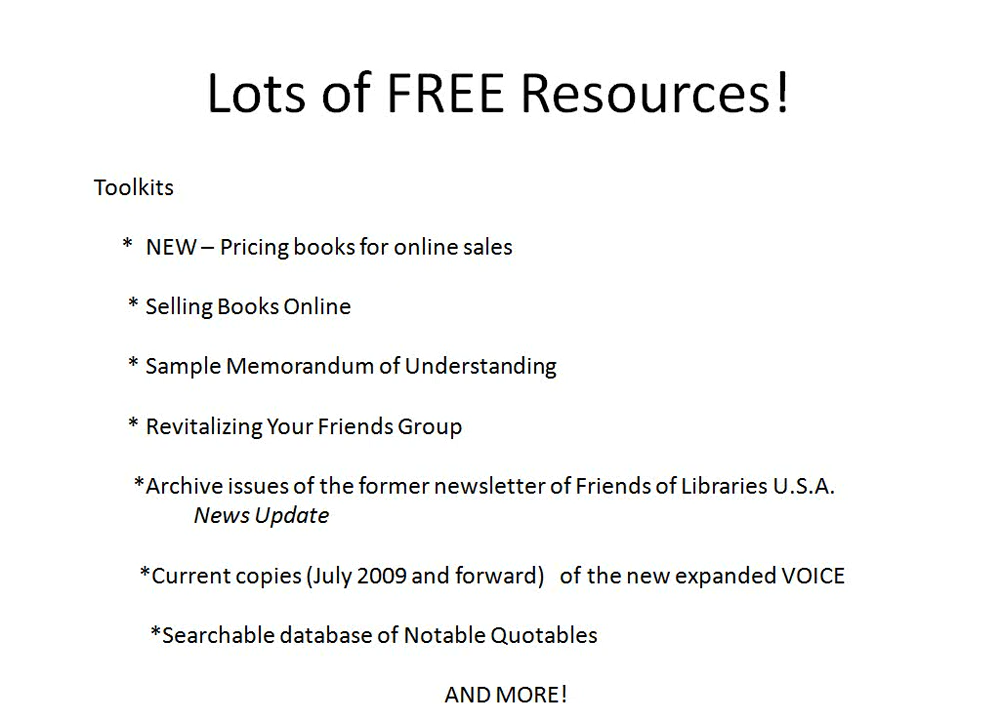 Lots of FREE Resources!
Toolkits
* NEW – Pricing books for online sales
* Selling Books Online
* Sample Memorandum of Understanding
* Revitalizing Your Friends Group
*Archive issues of the former newsletter of Friends of Libraries U.S.A.
News Update
*Current copies (July 2009 and forward) of the new expanded VOICE
*Searchable database of Notable Quotables
AND MORE!